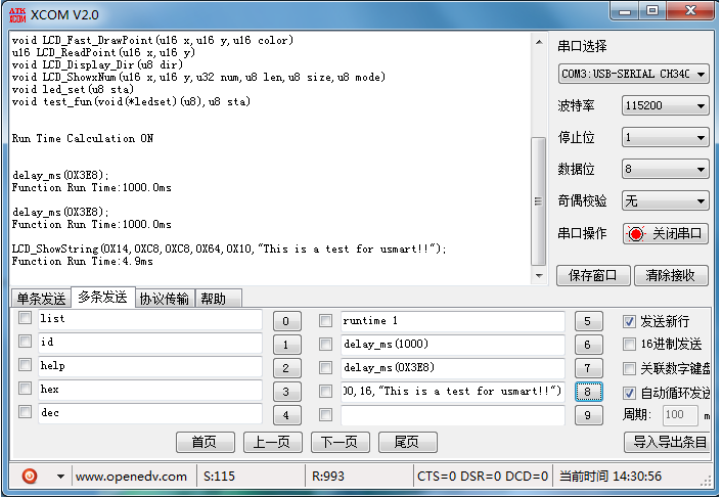 ATK
XCOM XCOM V2.0
void LCD_Fast_DrawPoint(u16 x,u16 y,u16 color)
u16 LCD_ReadPoint(u16 x,u16 y)
void LCD_Display_Dir(u8 dir)
void LCD_ShowxNum(u16 x,u16 y,u32 num,u8 len,u8 size,u8 mode)
void led_set(u8 sta)
void test_fun(void(*ledset)(u8),u8 sta)
Run Time Calculation ON
delay_ms(0X3E8);
Function Run Time:1000.0ms
delay_ms(0X3E8);
Function Run Time:1000.0ms
LCD_ShowString(0X14,0XC8,0XC8,0X64,0X10,"This is a test for usmart!!");
Function Run Time:4.9ms
串口选择
COM3:USB-SERIAL CH34C
波特率 115200
停止位 1
数据位 8
奇偶校验 无
串口操作 关闭串口
保存窗口 清除接收
单条发送 多条发送 协议传输 帮助
list 0 runtime 1 5 发送新行
id 1 delay_ms(1000) 6 16进制发送
help 2 delay_ms(0X3E8) 7 关联数字键盘
hex 3 00,16,"This is a test for usmart!!") 8 自动循环发送
dec 4 9 周期: 100 m
首页 上一页 下一页 尾页 导入导出条目
www.openedv.com S:115 R:993 CTS=0 DSR=0 DCD=0 当前时间 14:30:56